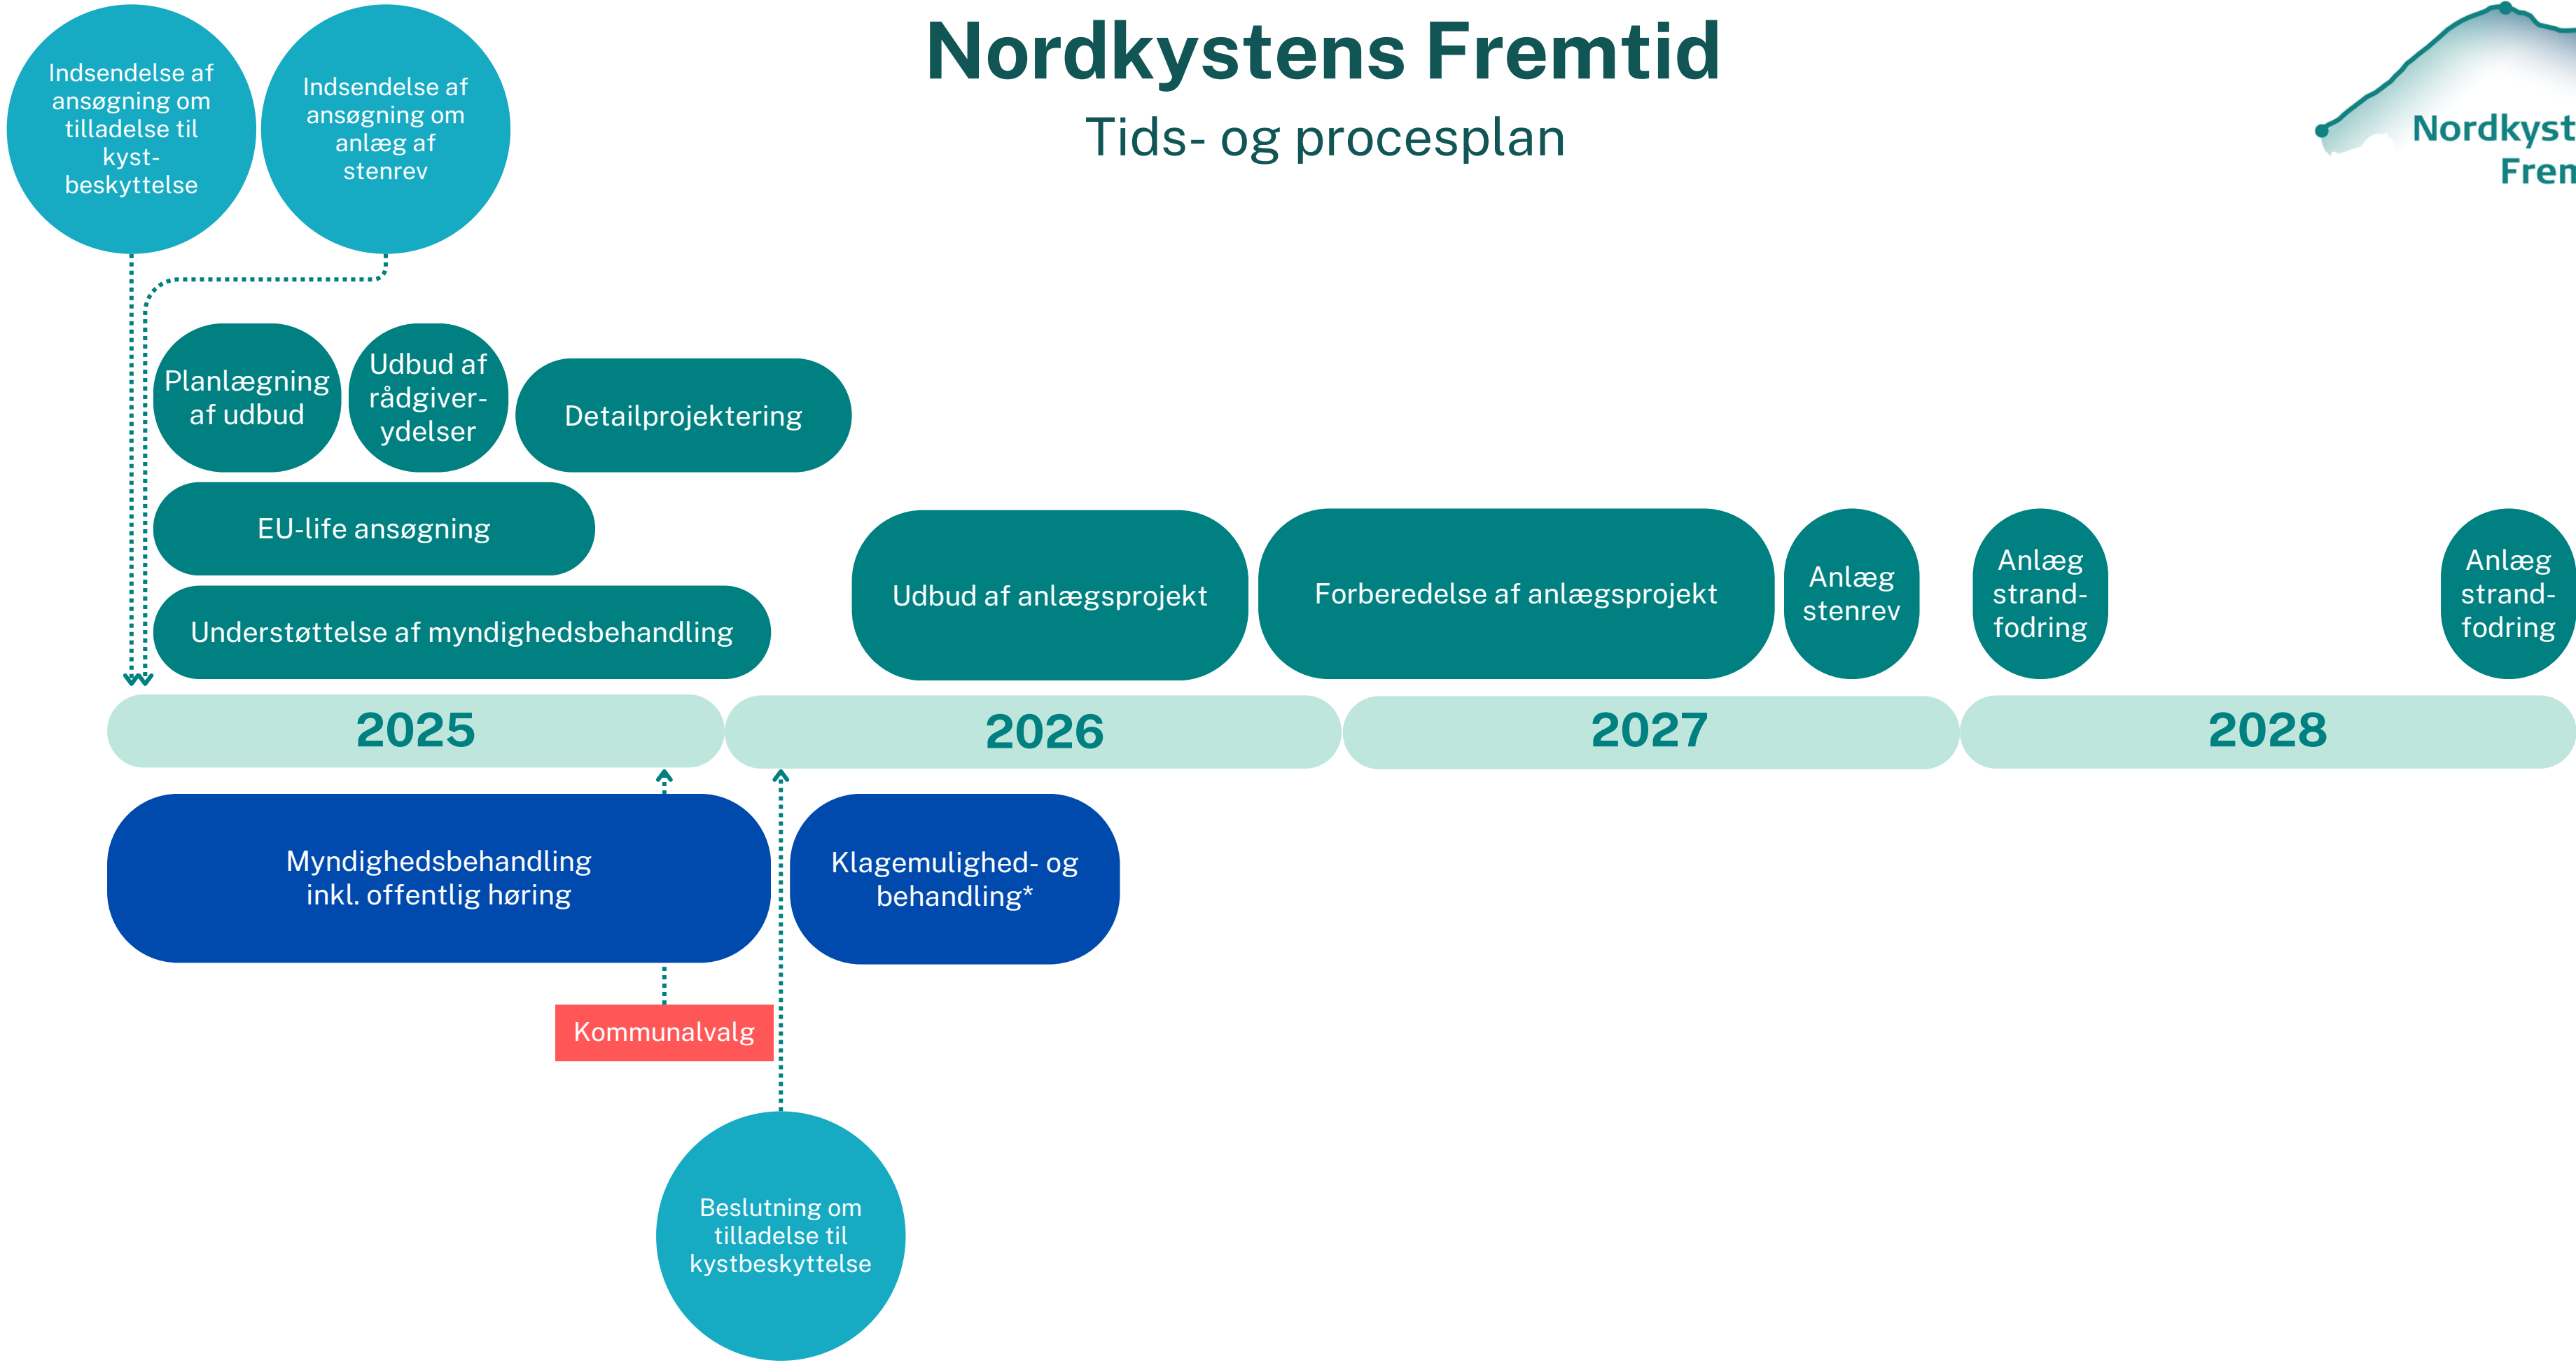 Nordkystens Fremtid
Tids- og procesplan
Nordkyst
Frem
Indsendelse af
ansøgning om
tilladelse til
kyst-
beskyttelse
Indsendelse af
ansøgning om
anlæg af
stenrev
Planlægning
af udbud
Udbud af
rådgiver-
ydelser
Detailprojektering
EU-life ansøgning
Understøttelse af myndighedsbehandling
Udbud af anlægsprojekt
Forberedelse af anlægsprojekt
Anlæg
stenrev
Anlæg
strand-
fodring
Anlæg
strand-
fodring
2025
2026
2027
2028
Myndighedsbehandling
inkl. offentlig høring
Klagemulighed- og
behandling*
Kommunalvalg
Beslutning om
tilladelse til
kystbeskyttelse